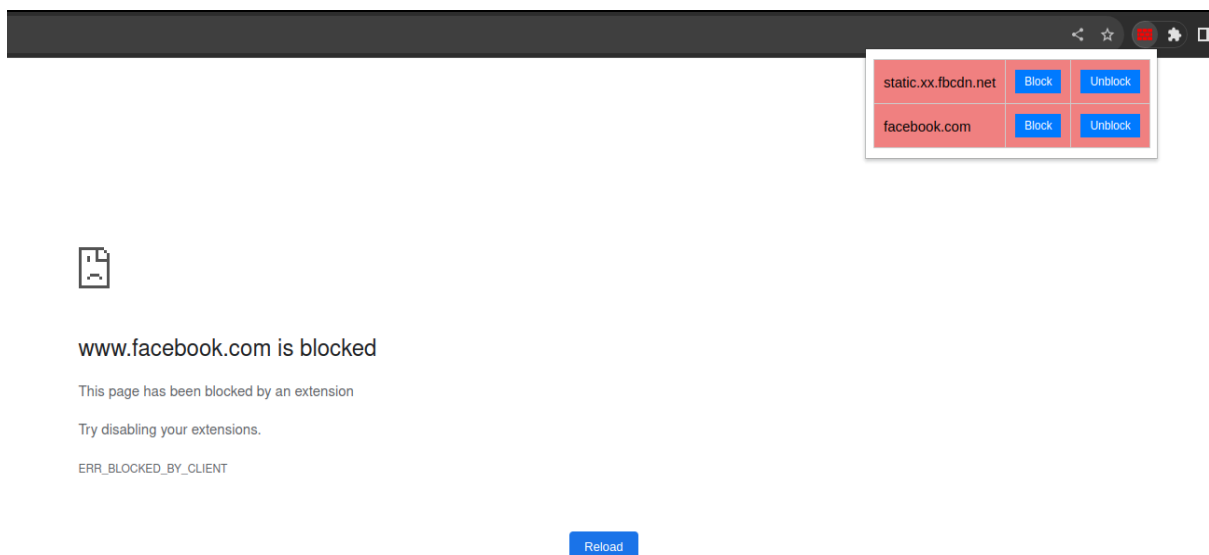 static.xx.fbcdn.net Block Unblock
facebook.com Block Unblock
www.facebook.com is blocked
This page has been blocked by an extension
Try disabling your extensions.
ERR_BLOCKED_BY_CLIENT
Reload